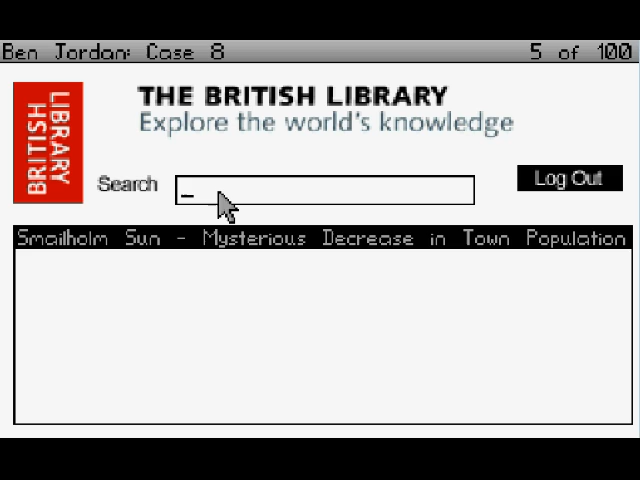 Ben Jordan: Case 8
5 of 100
BRITISH
LIBRARY
THE BRITISH LIBRARY
Explore the world's knowledge
Search
Log Out
Smailholm Sun - Mysterious Decrease in Town Population